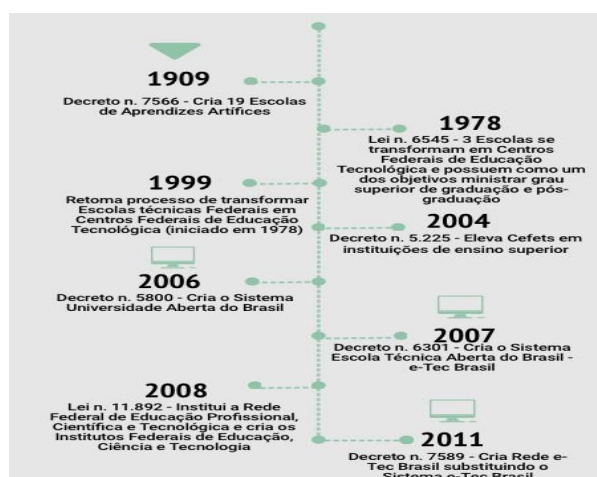 1909
Decreto n. 7566 - Cria 19 Escolas
de Aprendizes Artífices
1978
Lei n. 6545 - 3 Escolas se
transformam em Centros
Federais de Educação
Tecnológica e possuem como um
dos objetivos ministrar grau
superior de graduação e pós-
graduação
1999
Retoma processo de transformar
Escolas técnicas Federais em
Centros Federais de Educação
Tecnológica (iniciado em 1978)
2004
Decreto n. 5.225 - Eleva Cefets em
instituições de ensino superior
2006
Decreto n. 5800 - Cria o Sistema
Universidade Aberta do Brasil
2007
Decreto n. 6301 - Cria o Sistema
Escola Técnica Aberta do Brasil -
e-Tec Brasil
2008
Lei n. 11.892 - Institui a Rede
Federal de Educação Profissional,
Científica e Tecnológica e cria os
Institutos Federais de Educação,
Ciência e Tecnologia
2011
Decreto n. 7589 - Cria Rede e-
Tec Brasil substituindo o
Sistema e-Tec Brasil